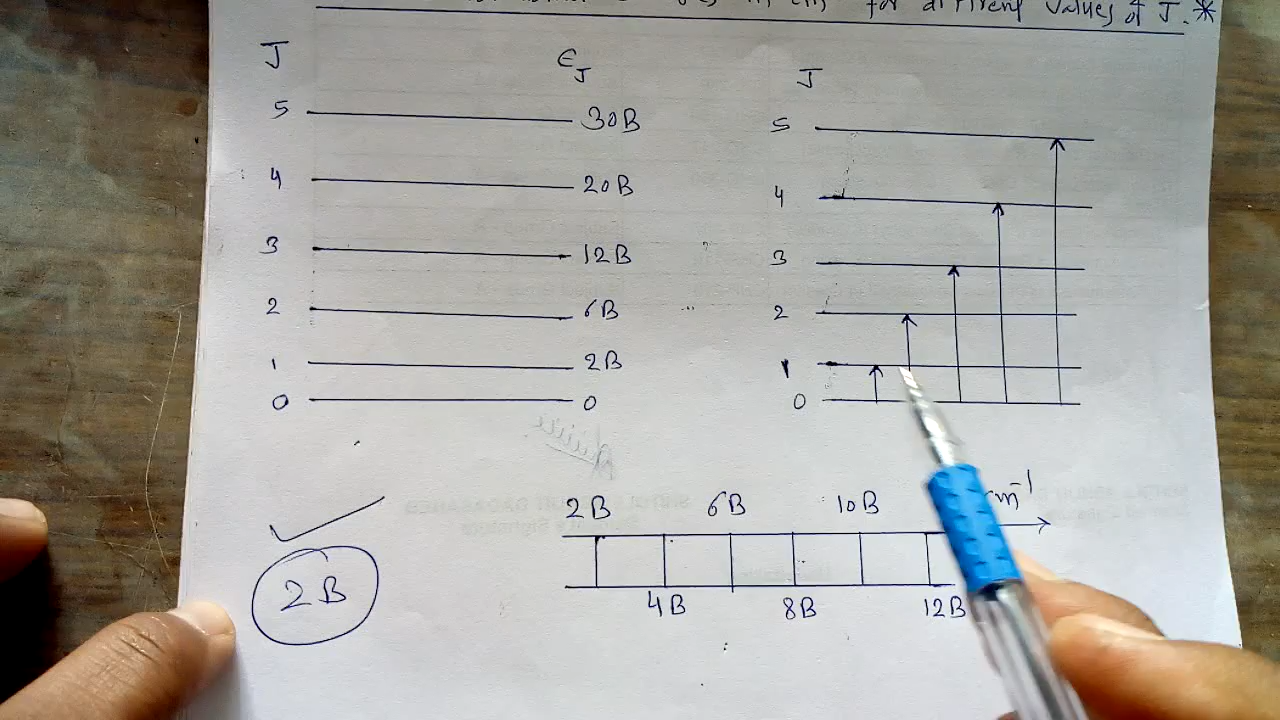 for different values of J. *
J ϵJ J
5 30B 5
4 20B 4
3 12B 3
2 6B 2
1 2B 1
0 0 0
2B 6B 10B cm⁻¹
2B
4B 8B 12B